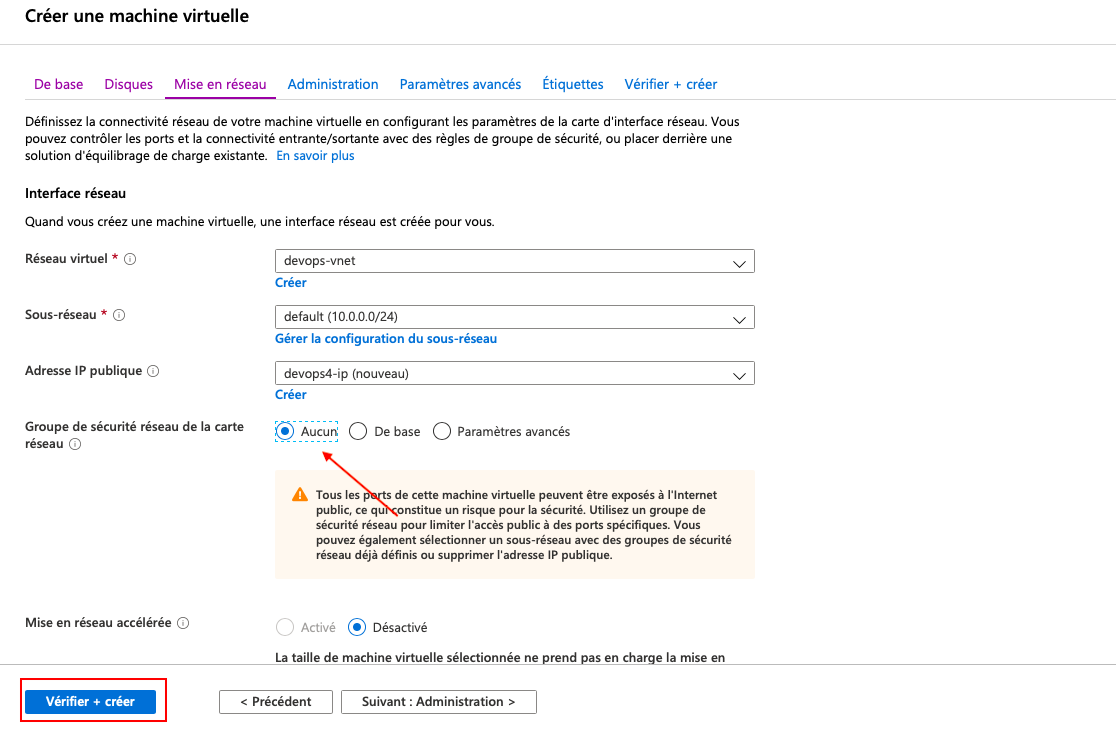 Créer une machine virtuelle
De base Disques Mise en réseau Administration Paramètres avancés Étiquettes Vérifier + créer
Définissez la connectivité réseau de votre machine virtuelle en configurant les paramètres de la carte d'interface réseau. Vous
pouvez contrôler les ports et la connectivité entrante/sortante avec des règles de groupe de sécurité, ou placer derrière une
solution d'équilibrage de charge existante. En savoir plus
Interface réseau
Quand vous créez une machine virtuelle, une interface réseau est créée pour vous.
Réseau virtuel *
devops-vnet
Créer
Sous-réseau *
default (10.0.0.0/24)
Gérer la configuration du sous-réseau
Adresse IP publique
devops4-ip (nouveau)
Créer
Groupe de sécurité réseau de la carte
réseau
Aucun De base Paramètres avancés
Tous les ports de cette machine virtuelle peuvent être exposés à l'Internet
public, ce qui constitue un risque pour la sécurité. Utilisez un groupe de
sécurité réseau pour limiter l'accès public à des ports spécifiques. Vous
pouvez également sélectionner un sous-réseau avec des groupes de sécurité
réseau déjà définis ou supprimer l'adresse IP publique.
Mise en réseau accélérée
Activé Désactivé
La taille de machine virtuelle sélectionnée ne prend pas en charge la mise en
Vérifier + créer < Précédent Suivant : Administration >